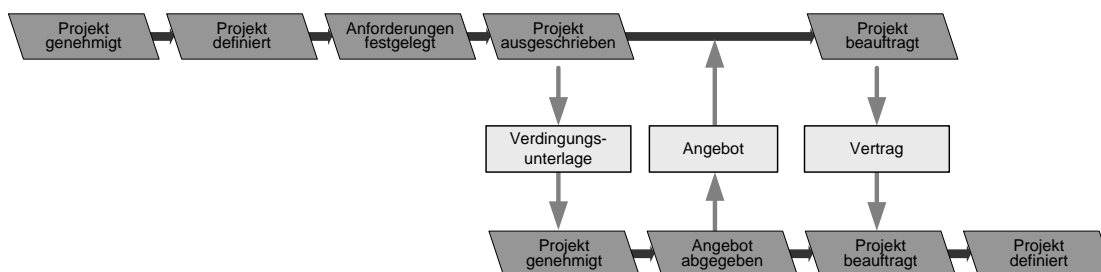 Projekt
genehmigt
Projekt
definiert
Anforderungen
festgelegt
Projekt
ausgeschrieben
Projekt
beauftragt
Verdingungs-
unterlage
Angebot
Vertrag
Projekt
genehmigt
Angebot
abgegeben
Projekt
beauftragt
Projekt
definiert